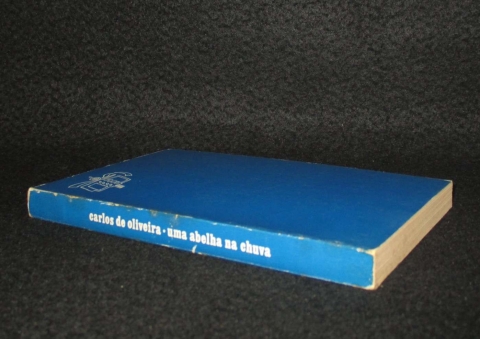 carlos de oliveira • uma abelha na chuva